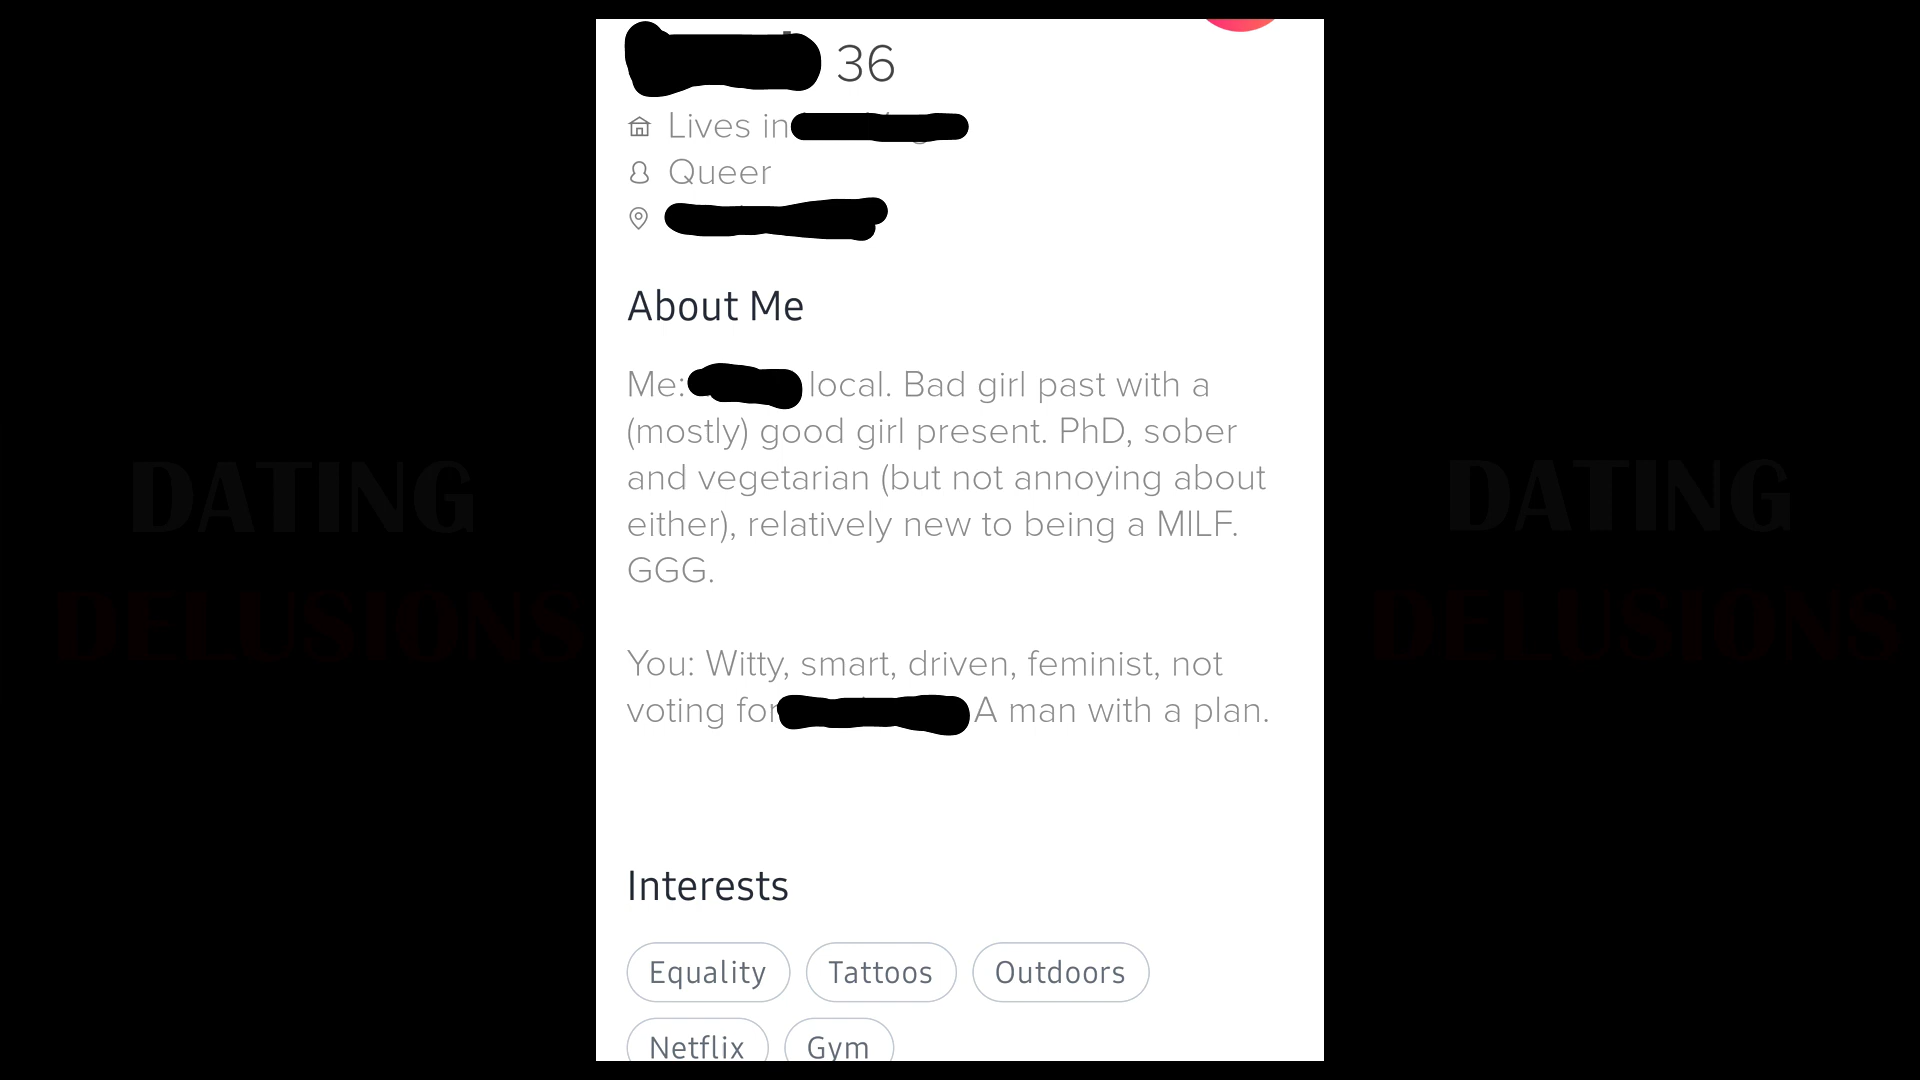 36
Lives in
Queer
About Me
Me: local. Bad girl past with a
(mostly) good girl present. PhD, sober
and vegetarian (but not annoying about
either), relatively new to being a MILF.
GGG.
You: Witty, smart, driven, feminist, not
voting for A man with a plan.
Interests
Equality Tattoos Outdoors
Netflix Gym
DATING
DELUSIONS
DATING
DELUSIONS